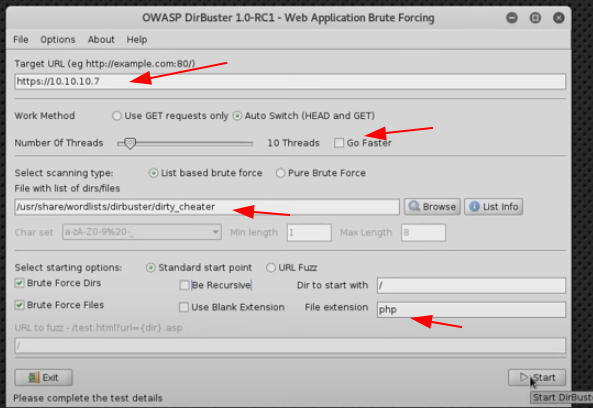 OWASP DirBuster 1.0-RC1 - Web Application Brute Forcing
File Options About Help
Target URL (eg http://example.com:80/)
https://10.10.10.7
Work Method Use GET requests only Auto Switch (HEAD and GET)
Number Of Threads 10 Threads Go Faster
Select scanning type: List based brute force Pure Brute Force
File with list of dirs/files
/usr/share/wordlists/dirbuster/dirty_cheater Browse List Info
Char set a-zA-Z0-9%20-_ Min length 1 Max Length 8
Select starting options: Standard start point URL Fuzz
Brute Force Dirs Be Recursive Dir to start with /
Brute Force Files Use Blank Extension File extension php
URL to fuzz - /test.html?url={dir}.asp
/
Exit Start
Please complete the test details Start DirBust